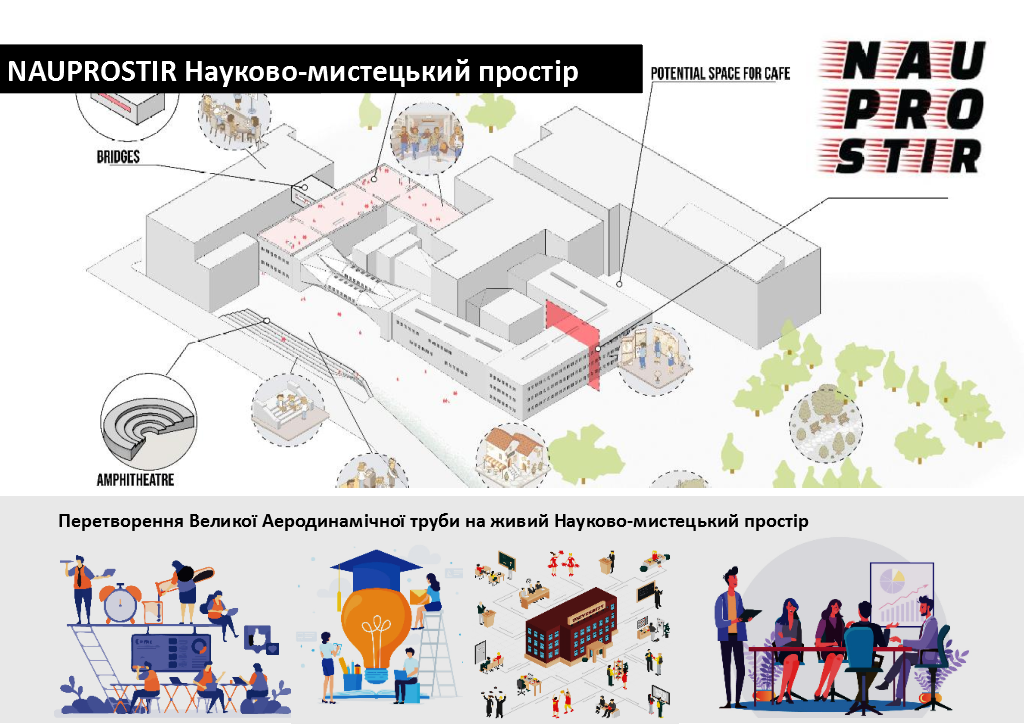 NAUPROSTIR Науково-мистецький простір
POTENTIAL SPACE FOR CAFE
NAU
PRO
STIR
BRIDGES
AMPHITHEATRE
Перетворення Великої Аеродинамічної труби на живий Науково-мистецький простір
UNIVERSITY